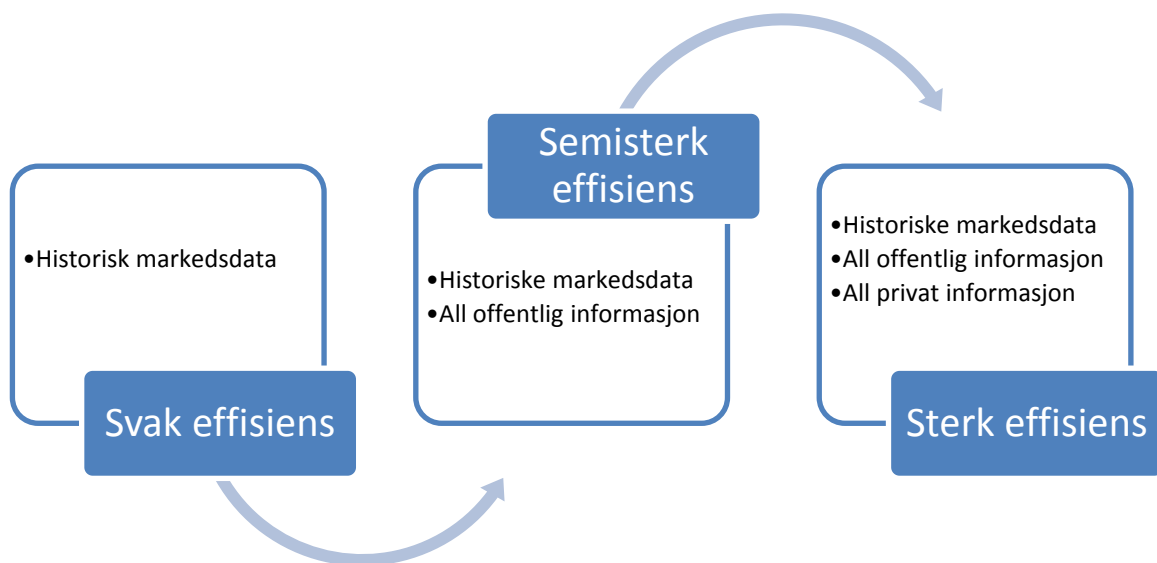 •Historisk markedsdata
Svak effisiens
Semisterk
effisiens
•Historiske markedsdata
•All offentlig informasjon
•Historiske markedsdata
•All offentlig informasjon
•All privat informasjon
Sterk effisiens